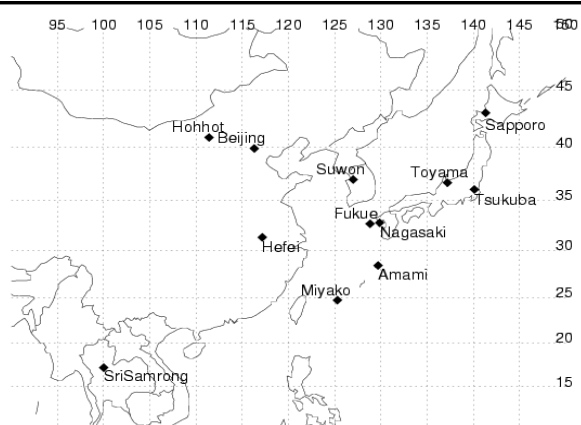 95 100 105 110 115 120 125 130 135 140 145 150
50
45
Sapporo
Hohhot
Beijing
40
Suwon
Toyama
Tsukuba
35
Fukue
Nagasaki
Hefei
30
Amami
Miyako
25
20
SriSamrong
15